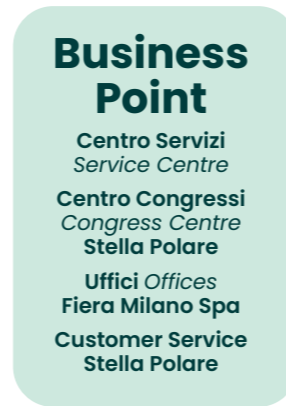 Business
Point
Centro Servizi
Service Centre
Centro Congressi
Congress Centre
Stella Polare
Uffici Offices
Fiera Milano Spa
Customer Service
Stella Polare